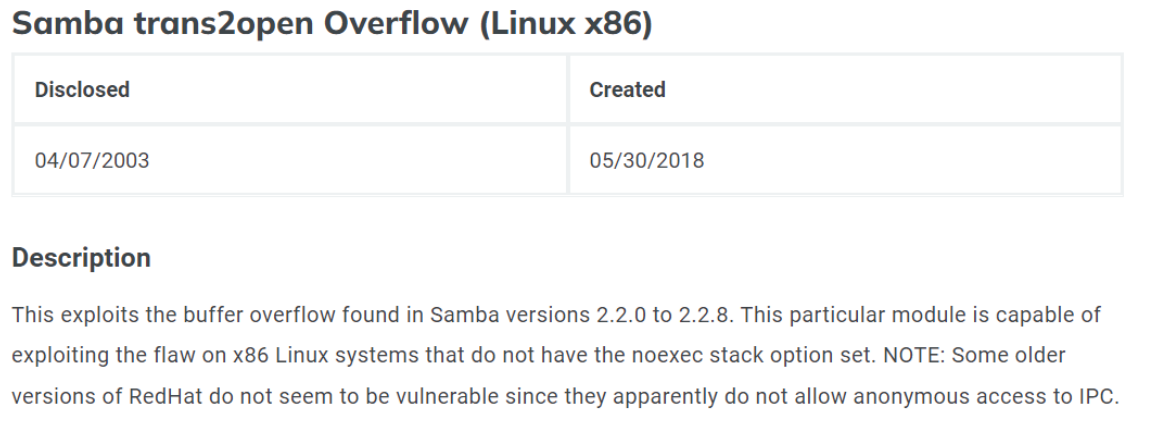 Samba trans2open Overflow (Linux x86)
Disclosed
Created
04/07/2003
05/30/2018
Description
This exploits the buffer overflow found in Samba versions 2.2.0 to 2.2.8. This particular module is capable of
exploiting the flaw on x86 Linux systems that do not have the noexec stack option set. NOTE: Some older
versions of RedHat do not seem to be vulnerable since they apparently do not allow anonymous access to IPC.